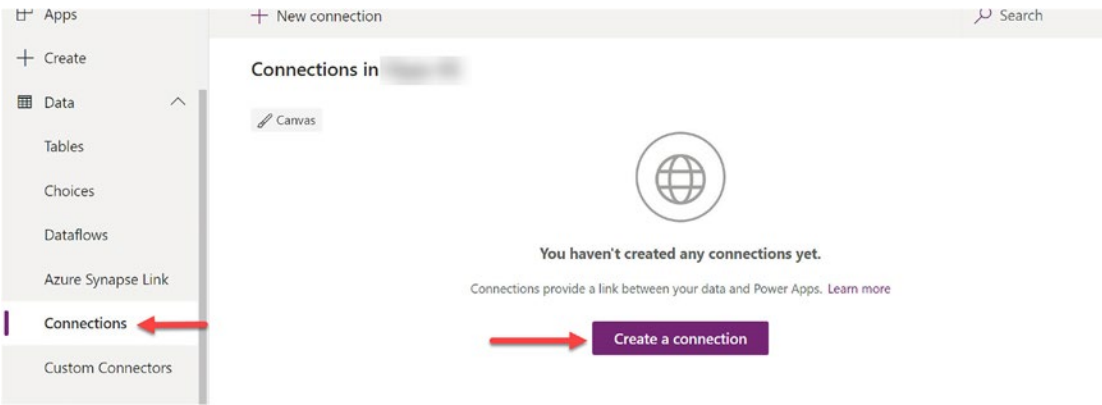 Apps
Create
Data
Tables
Choices
Dataflows
Azure Synapse Link
Connections
Custom Connectors
New connection
Search
Connections in
Canvas
You haven't created any connections yet.
Connections provide a link between your data and Power Apps. Learn more
Create a connection